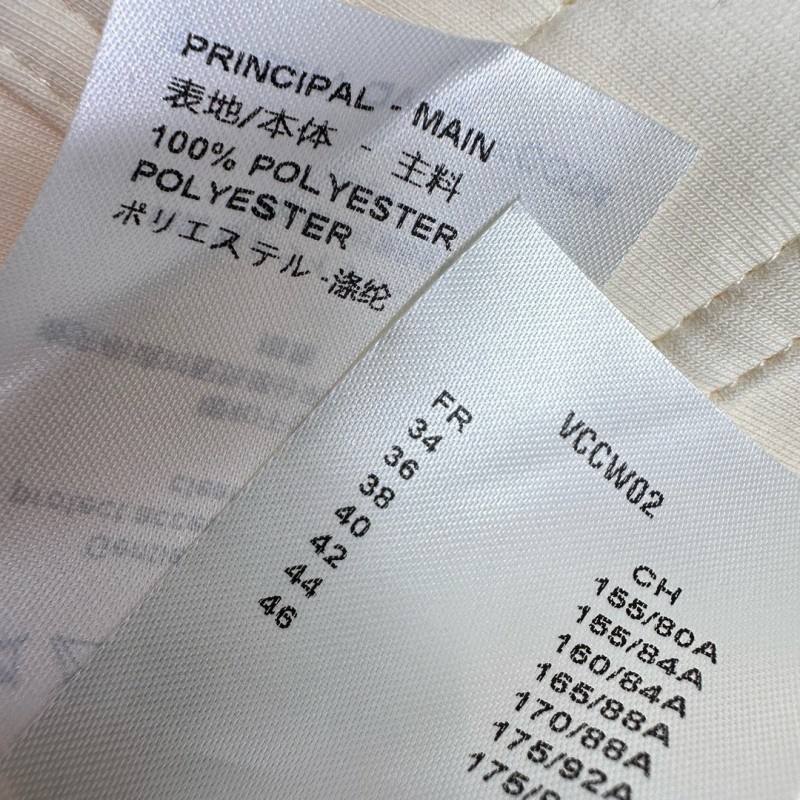 PRINCIPAL - MAIN
表地/本体 - 主料
100% POLYESTER
POLYESTER
ポリエステル - 涤纶
VCCW02
FR
34
36
38
40
42
44
46
CH
155/80A
155/84A
160/84A
165/88A
170/88A
175/92A